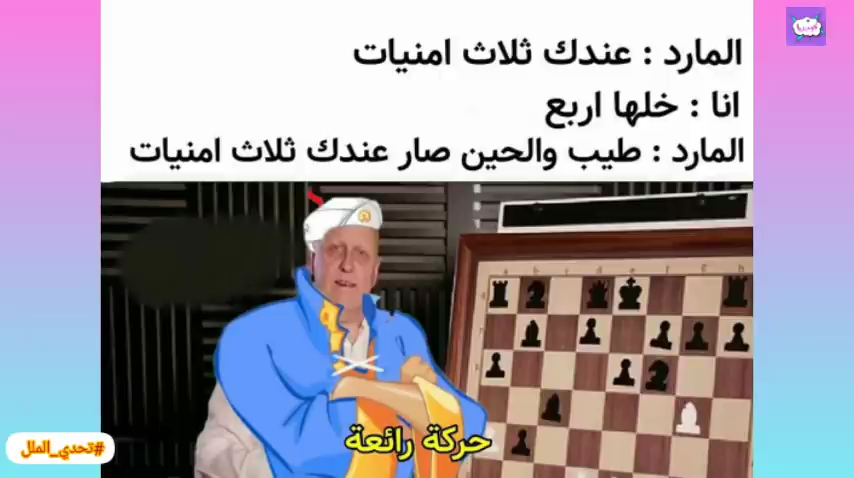 المارد : عندك ثلاث امنيات
انا : خلها اربع
المارد : طيب والحين صار عندك ثلاث امنيات
حركة رائعة
#تحدي_الملل